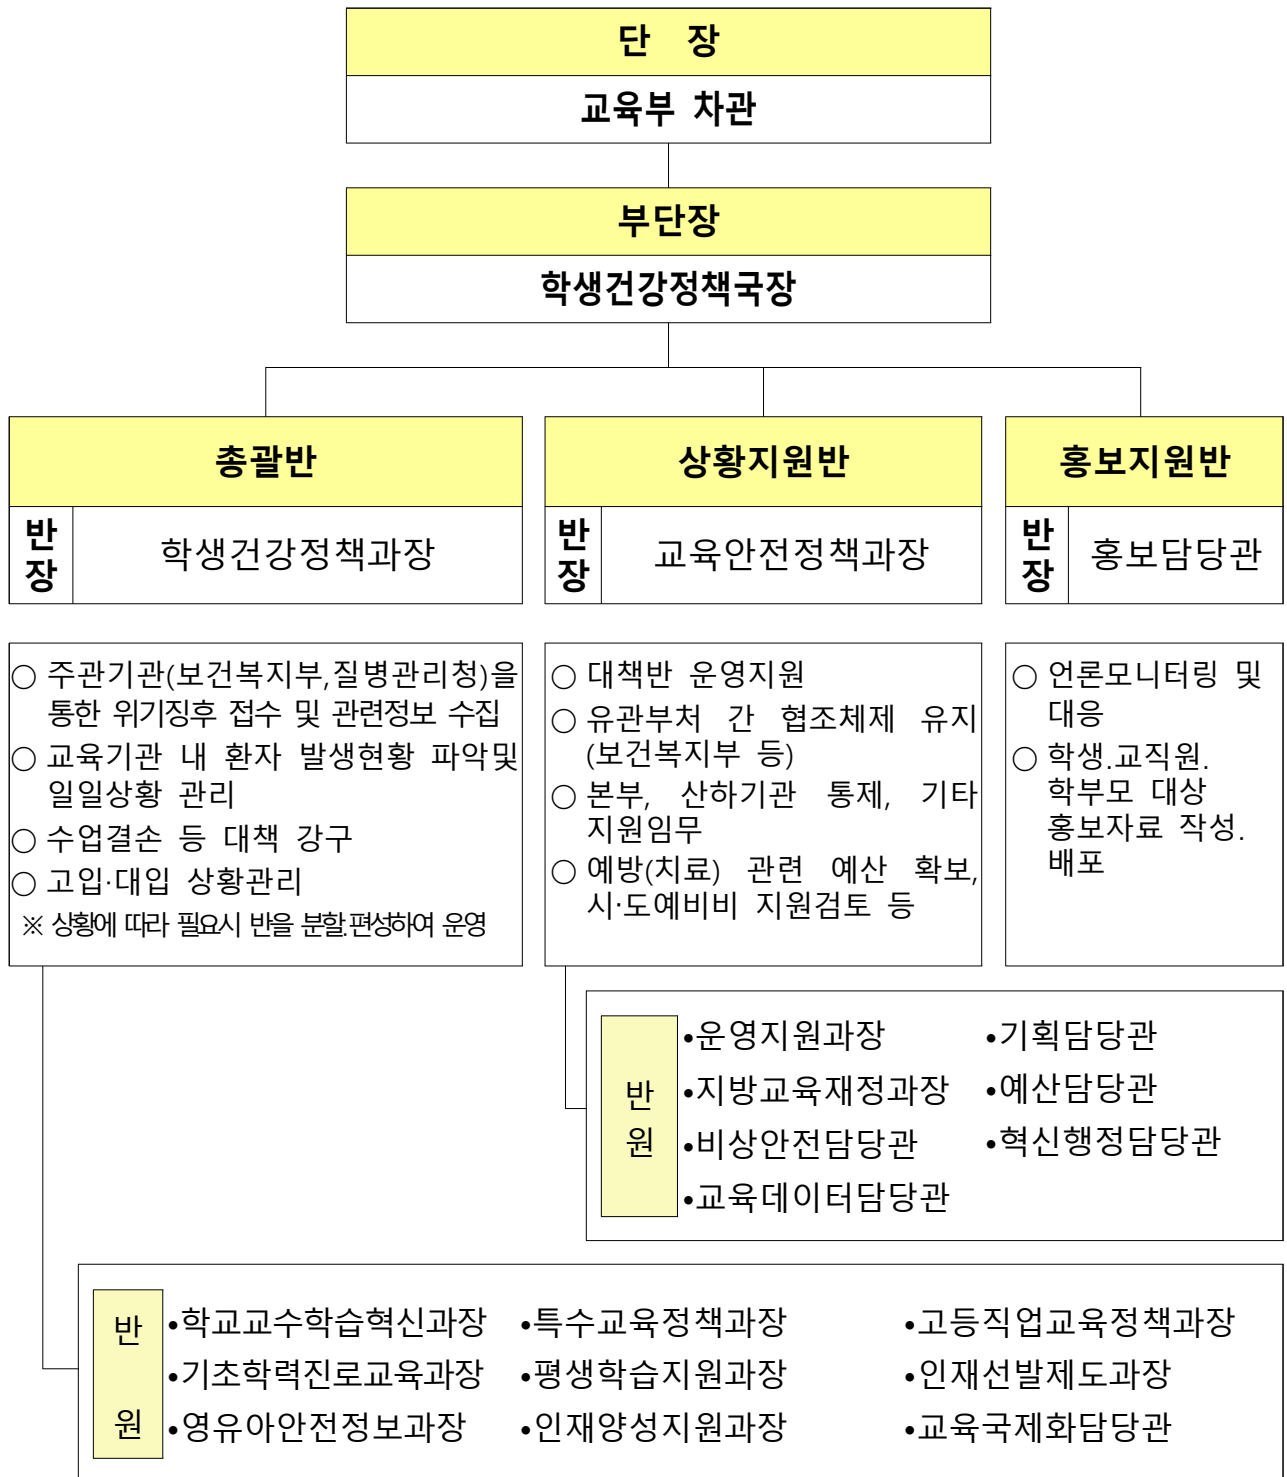 단 장
교육부 차관
부단장
학생건강정책국장
총괄반
반장
학생건강정책과장
○ 주관기관(보건복지부,질병관리청)을
통한 위기징후 접수 및 관련정보 수집
○ 교육기관 내 환자 발생현황 파악및
일일상황 관리
○ 수업결손 등 대책 강구
○ 고입·대입 상황관리
※ 상황에 따라 필요시 반을 분할.편성하여 운영
상황지원반
반장
교육안전정책과장
○ 대책반 운영지원
○ 유관부처 간 협조체제 유지
(보건복지부 등)
○ 본부, 산하기관 통제, 기타
지원임무
○ 예방(치료) 관련 예산 확보,
시·도예비비 지원검토 등
홍보지원반
반장
홍보담당관
○ 언론모니터링 및
대응
○ 학생.교직원.
학부모 대상
홍보자료 작성.
배포
반
원
•운영지원과장 •기획담당관
•지방교육재정과장 •예산담당관
•비상안전담당관 •혁신행정담당관
•교육데이터담당관
반
원
•학교교수학습혁신과장 •특수교육정책과장 •고등직업교육정책과장
•기초학력진로교육과장 •평생학습지원과장 •인재선발제도과장
•영유아안전정보과장 •인재양성지원과장 •교육국제화담당관